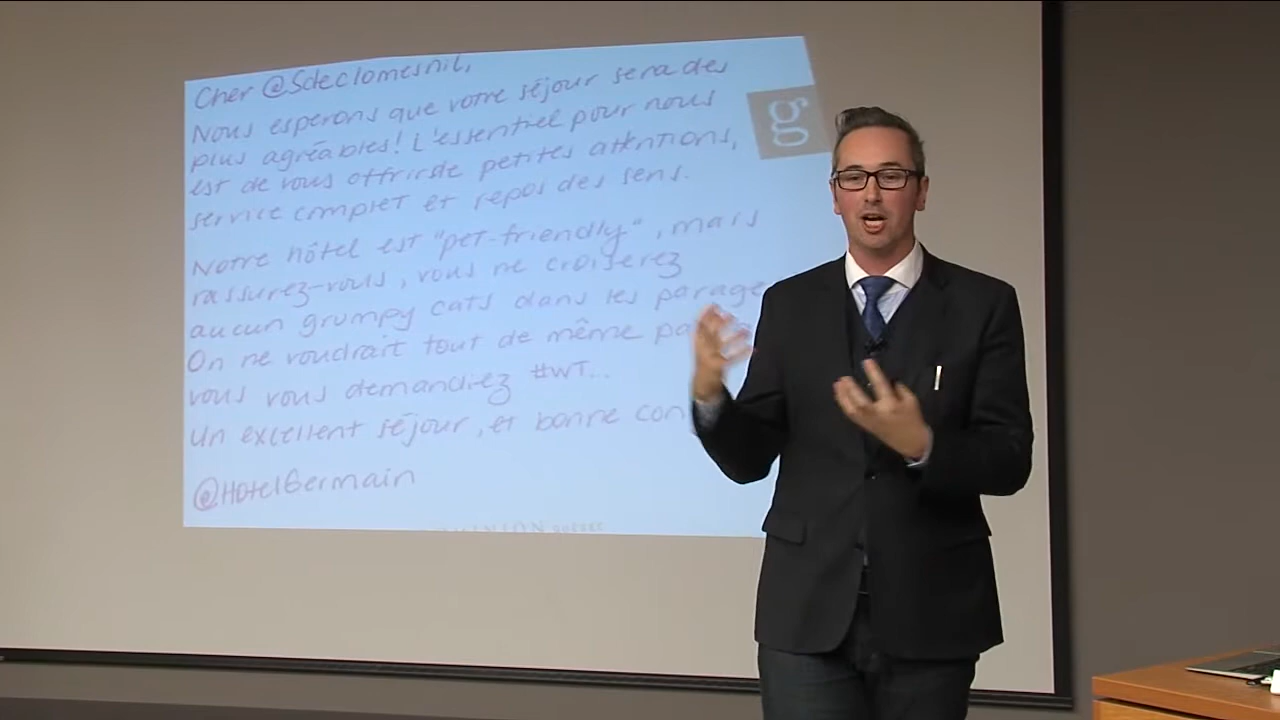 Cher @Sdeclomesnil,
Nous esperons que votre séjour sera des
plus agréables! L'essentiel pour nous
est de vous offrir de petites attentions,
service complet et repos des sens.
Notre hôtel est "pet-friendly", mais
rassurez-vous, vous ne croiserez
aucun grumpy cats dans les parage
On ne voudrait tout de même pa
vous vous demandiez #WT...
Un excellent séjour, et bonne con
@HotelGermain
g